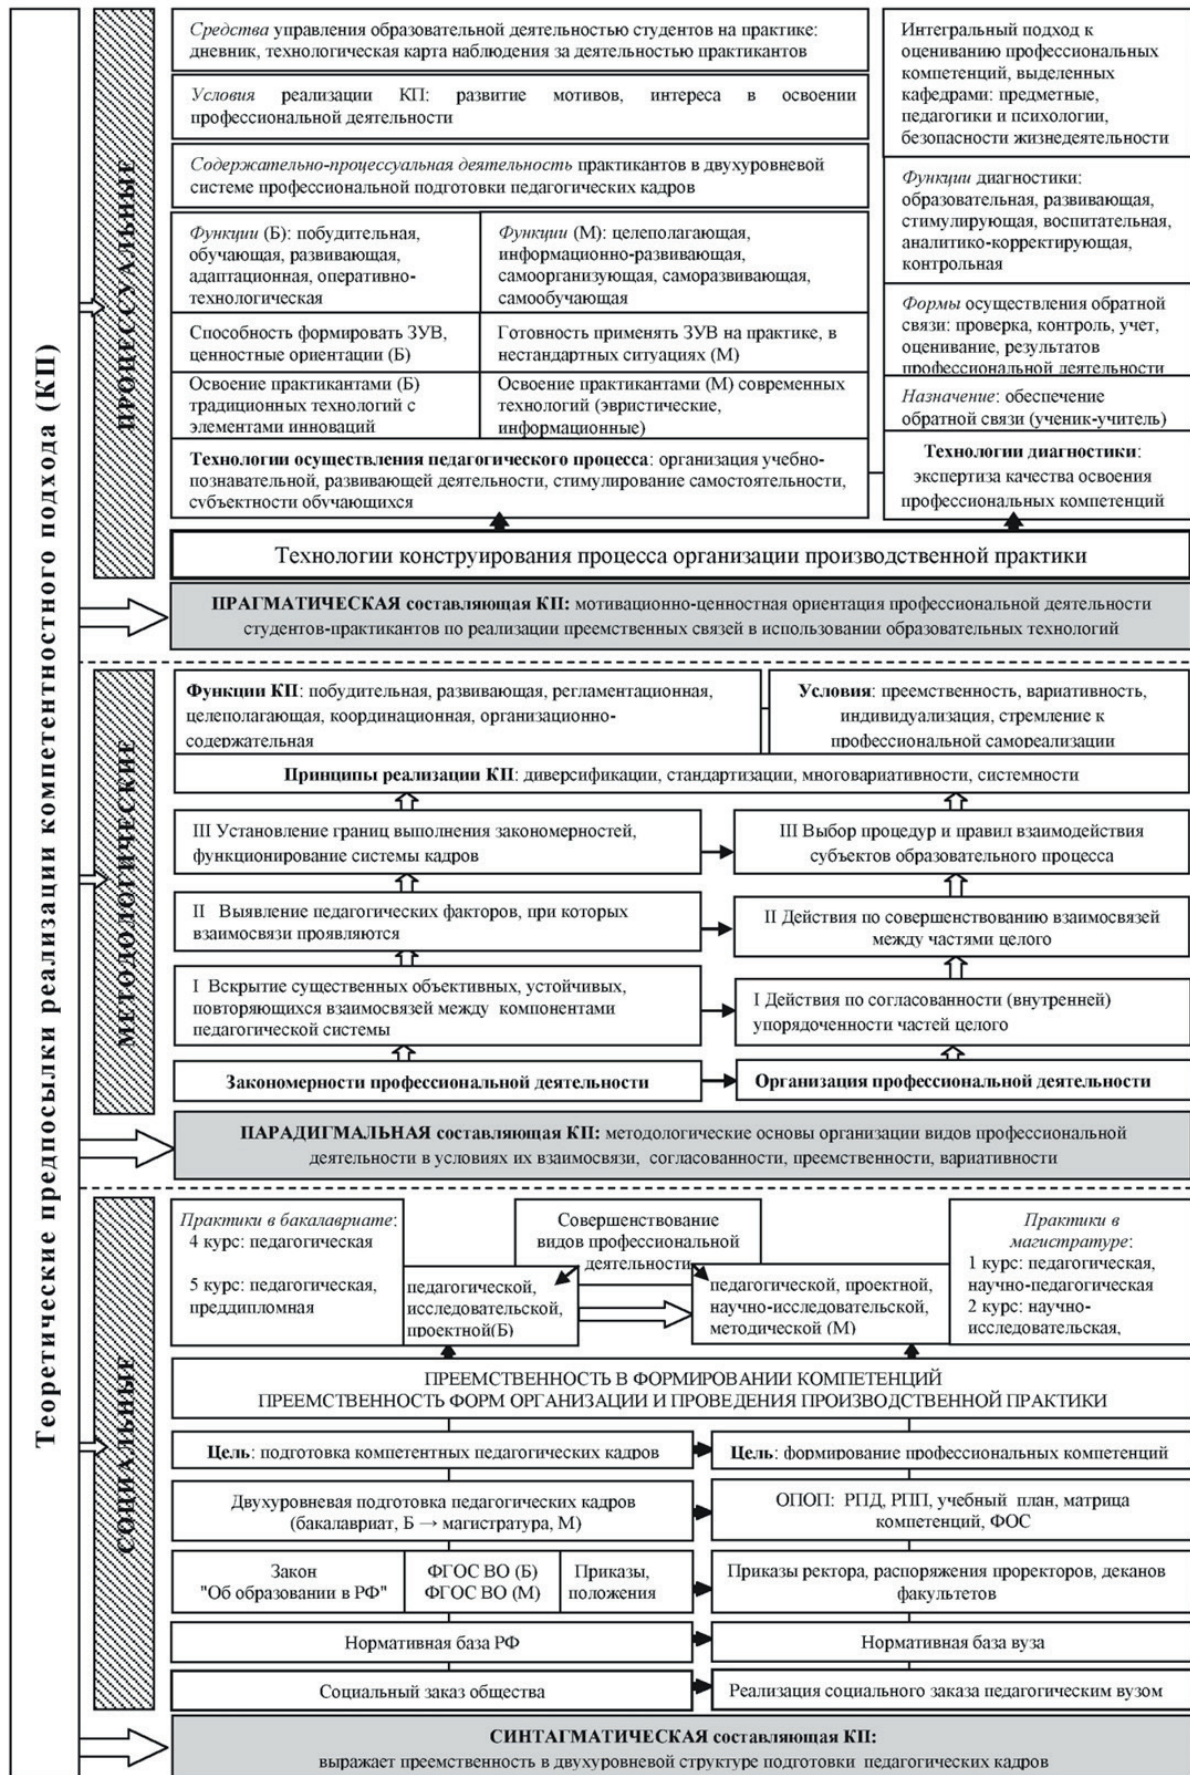 Теоретические предпосылки реализации компетентностного подхода (КП)
ПРОЦЕССУАЛЬНЫЕ
Средства управления образовательной деятельностью студентов на практике:
дневник, технологическая карта наблюдения за деятельностью практикантов
Условия реализации КП: развитие мотивов, интереса в освоении
профессиональной деятельности
Содержательно-процессуальная деятельность практикантов в двухуровневой
системе профессиональной подготовки педагогических кадров
Функции (Б): побудительная,
обучающая, развивающая,
адаптационная, оперативно-
технологическая
Функции (М): целеполагающая,
информационно-развивающая,
самоорганизующая, саморазвивающая,
самообучающая
Способность формировать ЗУВ,
ценностные ориентации (Б)
Готовность применять ЗУВ на практике, в
нестандартных ситуациях (М)
Освоение практикантами (Б)
традиционных технологий с
элементами инноваций
Освоение практикантами (М) современных
технологий (эвристические,
информационные)
Технологии осуществления педагогического процесса: организация учебно-
познавательной, развивающей деятельности, стимулирование самостоятельности,
субъектности обучающихся
Интегральный подход к
оцениванию профессиональных
компетенций, выделенных
кафедрами: предметные,
педагогики и психологии,
безопасности жизнедеятельности
Функции диагностики:
образовательная, развивающая,
стимулирующая, воспитательная,
аналитико-корректирующая,
контрольная
Формы осуществления обратной
связи: проверка, контроль, учет,
оценивание, результатов
профессиональной деятельности
Назначение: обеспечение
обратной связи (ученик-учитель)
Технологии диагностики:
экспертиза качества освоения
профессиональных компетенций
Технологии конструирования процесса организации производственной практики
ПРАГМАТИЧЕСКАЯ составляющая КП: мотивационно-ценностная ориентация профессиональной деятельности
студентов-практикантов по реализации преемственных связей в использовании образовательных технологий
МЕТОДОЛОГИЧЕСКИЕ
Функции КП: побудительная, развивающая, регламентационная,
целеполагающая, координационная, организационно-
содержательная
Условия: преемственность, вариативность,
индивидуализация, стремление к
профессиональной самореализации
Принципы реализации КП: диверсификации, стандартизации, многовариативности, системности
III Установление границ выполнения закономерностей,
функционирование системы кадров
III Выбор процедур и правил взаимодействия
субъектов образовательного процесса
II Выявление педагогических факторов, при которых
взаимосвязи проявляются
II Действия по совершенствованию взаимосвязей
между частями целого
I Вскрытие существенных объективных, устойчивых,
повторяющихся взаимосвязей между компонентами
педагогической системы
I Действия по согласованности (внутренней)
упорядоченности частей целого
Закономерности профессиональной деятельности
Организация профессиональной деятельности
ПАРАДИГМАЛЬНАЯ составляющая КП: методологические основы организации видов профессиональной
деятельности в условиях их взаимосвязи, согласованности, преемственности, вариативности
СОЦИАЛЬНЫЕ
Практики в бакалавриате:
4 курс: педагогическая
5 курс: педагогическая,
преддипломная
Совершенствование
видов профессиональной
деятельности
педагогической,
исследовательской,
проектной(Б)
педагогической, проектной,
научно-исследовательской,
методической (М)
Практики в
магистратуре:
1 курс: педагогическая,
научно-педагогическая
2 курс: научно-
исследовательская,
ПРЕЕМСТВЕННОСТЬ В ФОРМИРОВАНИИ КОМПЕТЕНЦИЙ
ПРЕЕМСТВЕННОСТЬ ФОРМ ОРГАНИЗАЦИИ И ПРОВЕДЕНИЯ ПРОИЗВОДСТВЕННОЙ ПРАКТИКИ
Цель: подготовка компетентных педагогических кадров
Цель: формирование профессиональных компетенций
Двухуровневая подготовка педагогических кадров
(бакалавриат, Б → магистратура, М)
ОПОП: РПД, РПП, учебный план, матрица
компетенций, ФОС
Закон
"Об образовании в РФ"
ФГОС ВО (Б)
ФГОС ВО (М)
Приказы,
положения
Приказы ректора, распоряжения проректоров, деканов
факультетов
Нормативная база РФ
Нормативная база вуза
Социальный заказ общества
Реализация социального заказа педагогическим вузом
СИНТАГМАТИЧЕСКАЯ составляющая КП:
выражает преемственность в двухуровневой структуре подготовки педагогических кадров